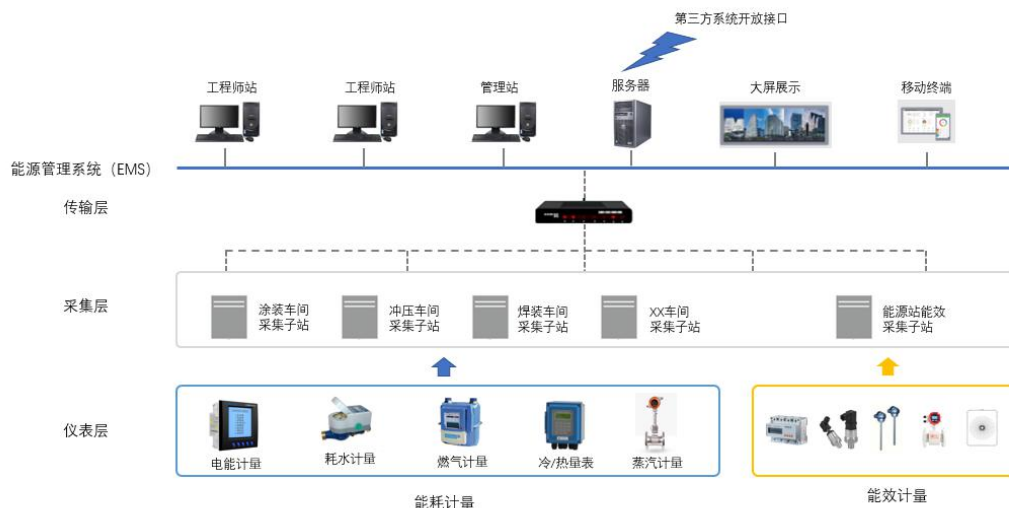 第三方系统开放接口
工程师站
工程师站
管理站
服务器
大屏展示
移动终端
能源管理系统（EMS）
传输层
采集层
涂装车间
采集子站
冲压车间
采集子站
焊装车间
采集子站
XX车间
采集子站
能源站能效
采集子站
仪表层
电能计量
耗水计量
燃气计量
冷/热量表
蒸汽计量
能耗计量
能效计量